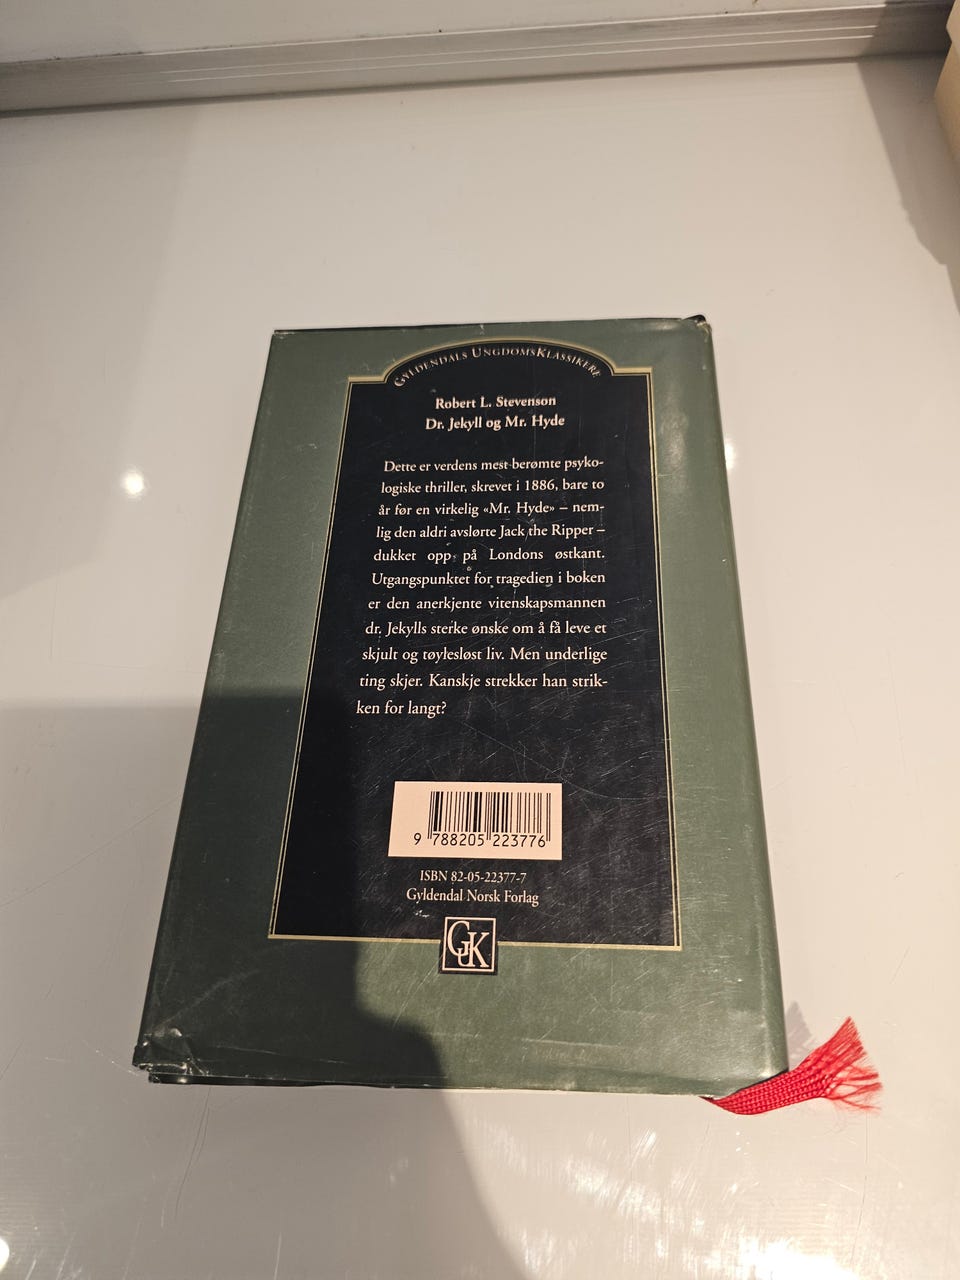 Gyldendals UngdomsKlassikere
Robert L. Stevenson
Dr. Jekyll og Mr. Hyde
Dette er verdens mest berømte psyko-
logiske thriller, skrevet i 1886, bare to
år før en virkelig «Mr. Hyde» – nem-
lig den aldri avslørte Jack the Ripper –
dukket opp på Londons østkant.
Utgangspunktet for tragedien i boken
er den anerkjente vitenskapsmannen
dr. Jekylls sterke ønske om å få leve et
skjult og tøylesløst liv. Men underlige
ting skjer. Kanskje strekker han strik-
ken for langt?
9 788205 223776
ISBN 82-05-22377-7
Gyldendal Norsk Forlag
GUK